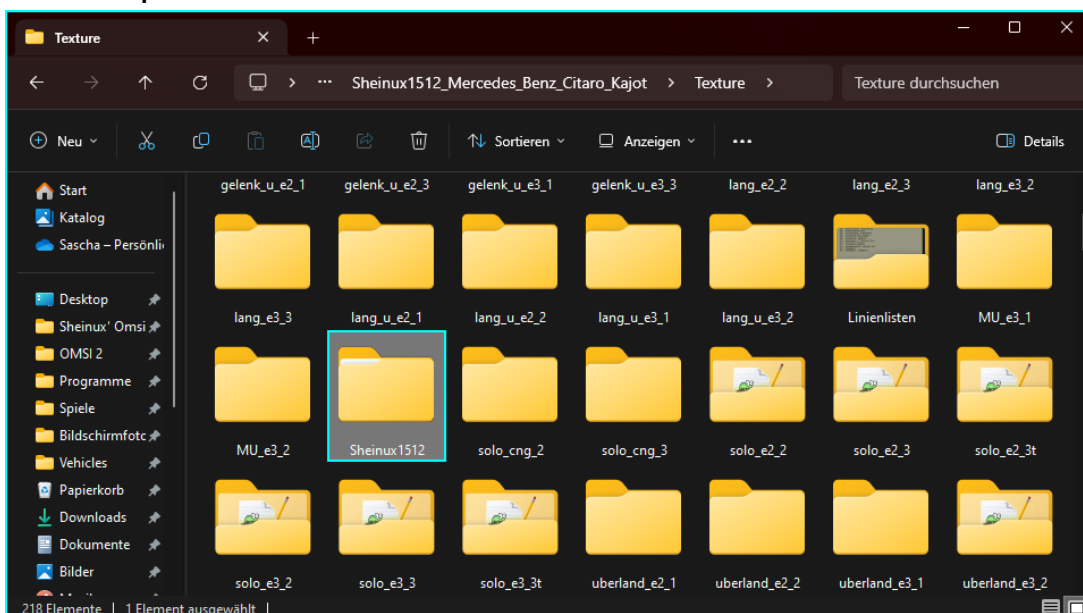 Texture
Sheinux1512_Mercedes_Benz_Citaro_Kajot > Texture >
Texture durchsuchen
Neu
Sortieren
Anzeigen
Details
Start
Katalog
Sascha – Persönli
Desktop
Sheinux' Omsi
OMSI 2
Programme
Spiele
Bildschirmfotc
Vehicles
Papierkorb
Downloads
Dokumente
Bilder
gelenk_u_e2_1 gelenk_u_e2_3 gelenk_u_e3_1 gelenk_u_e3_3 lang_e2_2 lang_e2_3 lang_e3_2
lang_e3_3 lang_u_e2_1 lang_u_e2_2 lang_u_e3_1 lang_u_e3_2 Linienlisten MU_e3_1
MU_e3_2 Sheinux1512 solo_cng_2 solo_cng_3 solo_e2_2 solo_e2_3 solo_e2_3t
solo_e3_2 solo_e3_3 solo_e3_3t uberland_e2_1 uberland_e2_2 uberland_e3_1 uberland_e3_2
218 Elemente | 1 Element ausgewählt |